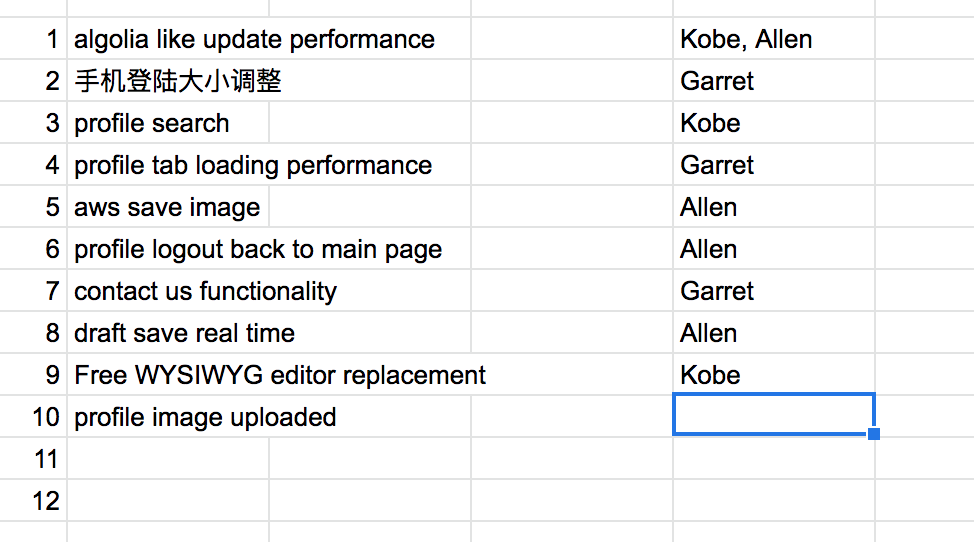 1 algolia like update performance Kobe, Allen
2 手机登陆大小调整 Garret
3 profile search Kobe
4 profile tab loading performance Garret
5 aws save image Allen
6 profile logout back to main page Allen
7 contact us functionality Garret
8 draft save real time Allen
9 Free WYSIWYG editor replacement Kobe
10 profile image uploaded
11
12